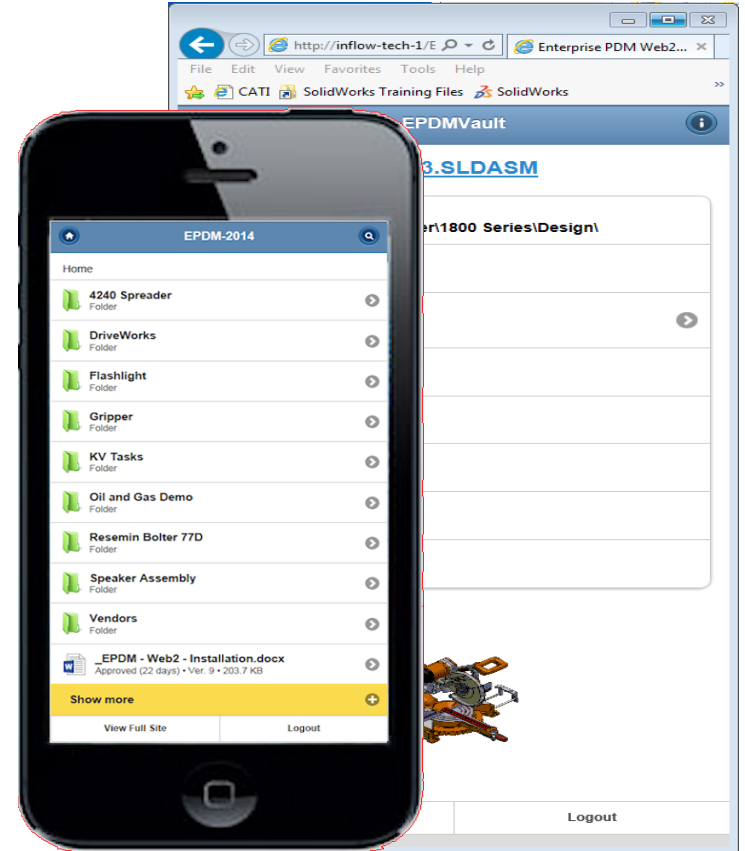 http://inflow-tech-1/E
Enterprise PDM Web2...
File Edit View Favorites Tools Help
CATI SolidWorks Training Files SolidWorks
EPDMVault
3.SLDASM
er\1800 Series\Design\
EPDM-2014
Home
4240 Spreader
Folder
DriveWorks
Folder
Flashlight
Folder
Gripper
Folder
KV Tasks
Folder
Oil and Gas Demo
Folder
Resemin Bolter 77D
Folder
Speaker Assembly
Folder
Vendors
Folder
_EPDM - Web2 - Installation.docx
Approved (22 days) • Ver. 9 • 203.7 KB
Show more
View Full Site Logout
Logout